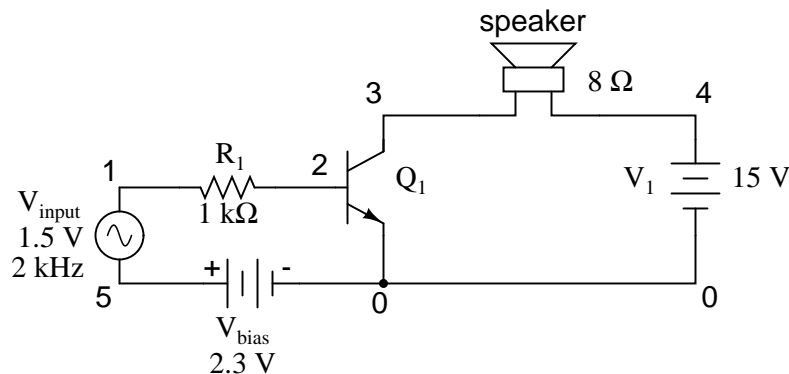 speaker
8 Ω
3
4
R1
1
2
Q1
V1
15 V
1 kΩ
Vinput
1.5 V
2 kHz
+
-
5
0
0
Vbias
2.3 V